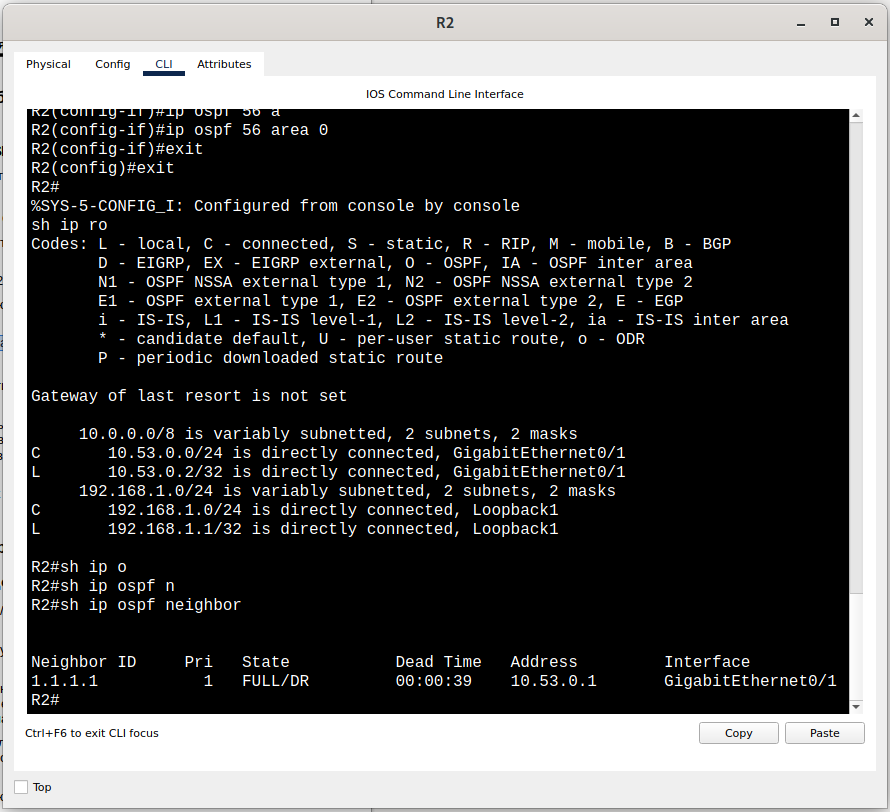 R2
Physical Config CLI Attributes
IOS Command Line Interface
R2(config-if)#ip ospf 56 a
R2(config-if)#ip ospf 56 area 0
R2(config-if)#exit
R2(config)#exit
R2#
%SYS-5-CONFIG_I: Configured from console by console
sh ip ro
Codes: L - local, C - connected, S - static, R - RIP, M - mobile, B - BGP
D - EIGRP, EX - EIGRP external, O - OSPF, IA - OSPF inter area
N1 - OSPF NSSA external type 1, N2 - OSPF NSSA external type 2
E1 - OSPF external type 1, E2 - OSPF external type 2, E - EGP
i - IS-IS, L1 - IS-IS level-1, L2 - IS-IS level-2, ia - IS-IS inter area
* - candidate default, U - per-user static route, o - ODR
P - periodic downloaded static route
Gateway of last resort is not set
10.0.0.0/8 is variably subnetted, 2 subnets, 2 masks
C 10.53.0.0/24 is directly connected, GigabitEthernet0/1
L 10.53.0.2/32 is directly connected, GigabitEthernet0/1
192.168.1.0/24 is variably subnetted, 2 subnets, 2 masks
C 192.168.1.0/24 is directly connected, Loopback1
L 192.168.1.1/32 is directly connected, Loopback1
R2#sh ip o
R2#sh ip ospf n
R2#sh ip ospf neighbor
Neighbor ID Pri State Dead Time Address Interface
1.1.1.1 1 FULL/DR 00:00:39 10.53.0.1 GigabitEthernet0/1
R2#
Ctrl+F6 to exit CLI focus
Copy Paste
Top